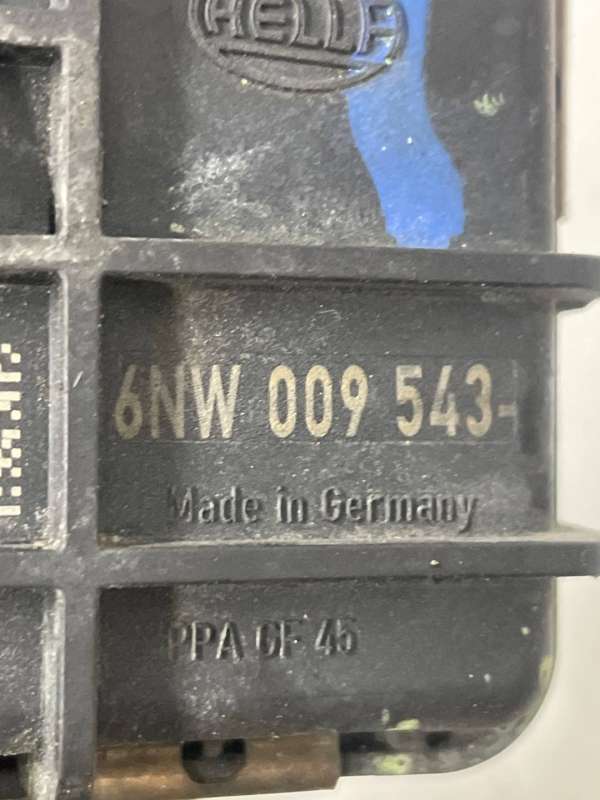 HELLA
6NW 009 543-
Made in Germany
PPA GF 45